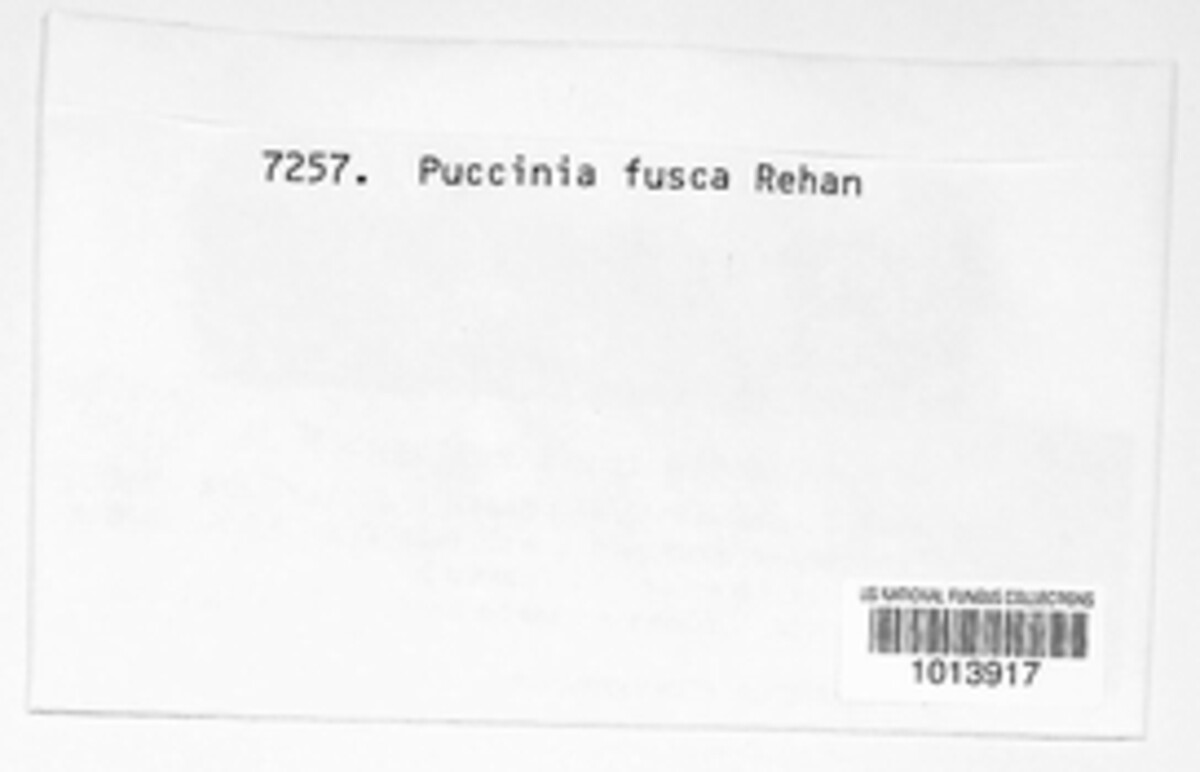 7257. Puccinia fusca Rehan
US NATIONAL FUNGUS COLLECTIONS
1013917